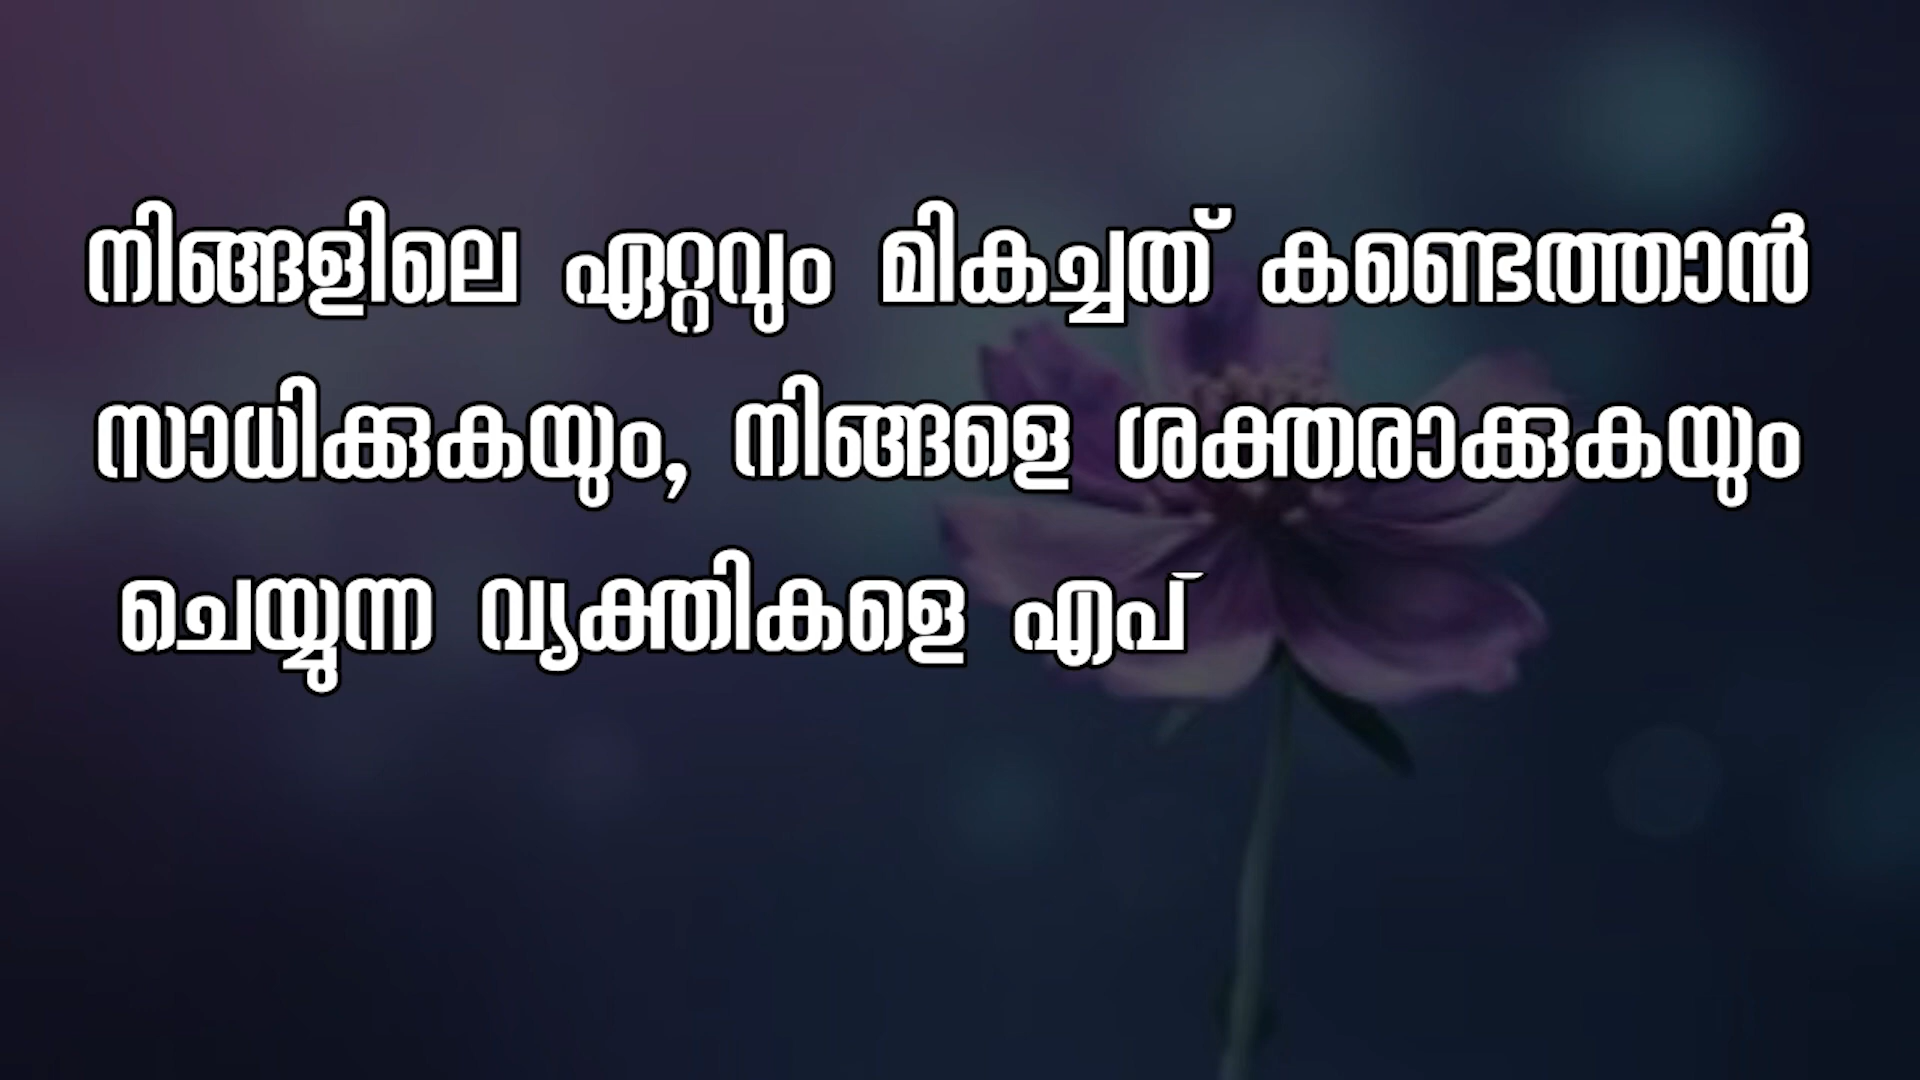 നിങ്ങളിലെ ഏറ്റവും മികച്ചത് കണ്ടെത്താൻ
സാധിക്കുകയും, നിങ്ങളെ ശക്തരാക്കുകയും
ചെയ്യുന്ന വ്യക്തികളെ എപ്